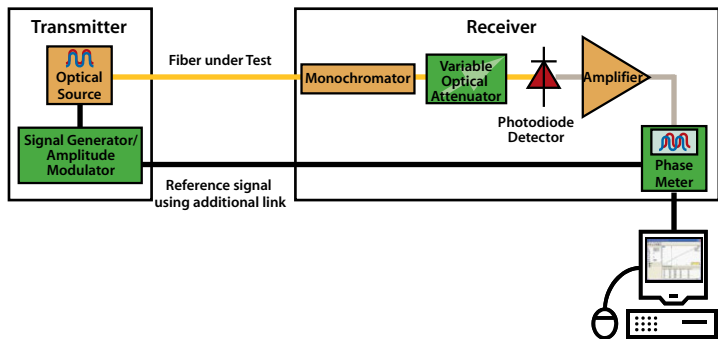 Transmitter
Receiver
Optical
Source
Fiber under Test
Monochromator
Variable
Optical
Attenuator
Photodiode
Detector
Amplifier
Signal Generator/
Amplitude
Modulator
Reference signal
using additional link
Phase
Meter